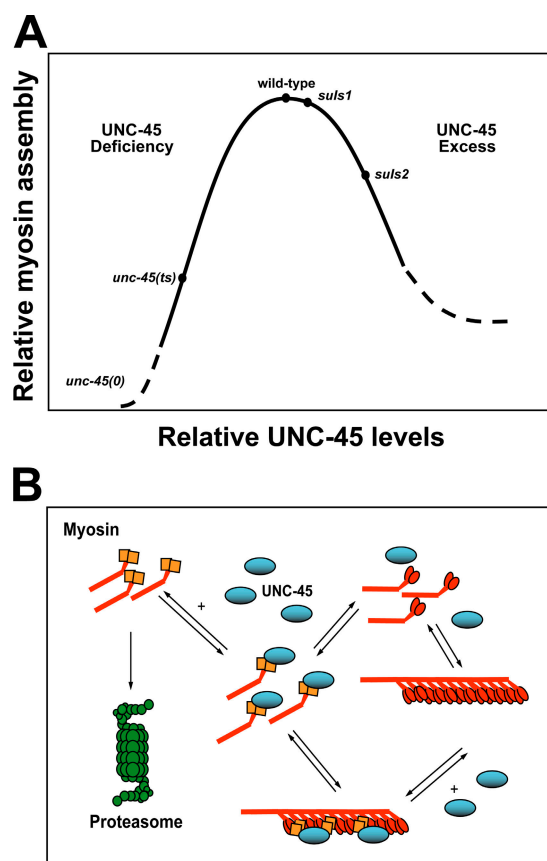 A
Relative myosin assembly
wild-type
suIs1
UNC-45
Deficiency
UNC-45
Excess
suIs2
unc-45(ts)
unc-45(0)
Relative UNC-45 levels
B
Myosin
+
UNC-45
Proteasome
+